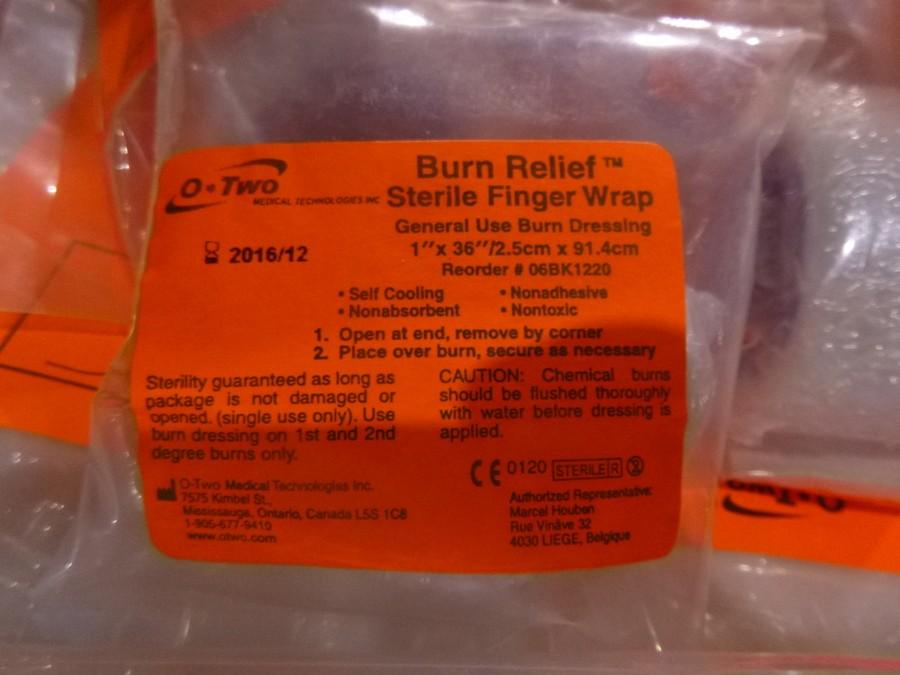 O•Two
MEDICAL TECHNOLOGIES INC
Burn Relief™
Sterile Finger Wrap
General Use Burn Dressing
1″x 36″/2.5cm x 91.4cm
Reorder # 06BK1220
2016/12
• Self Cooling
• Nonadhesive
• Nonabsorbent
• Nontoxic
1. Open at end, remove by corner
2. Place over burn, secure as necessary
Sterility guaranteed as long as
package is not damaged or
opened. (single use only). Use
burn dressing on 1st and 2nd
degree burns only.
CAUTION: Chemical burns
should be flushed thoroughly
with water before dressing is
applied.
CE 0120 STERILE R 2
O-Two Medical Technologies Inc.
7575 Kimbel St.,
Mississauga, Ontario, Canada L5S 1C8
1-905-677-9410
www.otwo.com
Authorized Representative:
Marcel Houben
Rue Vinâve 32
4030 LIEGE, Belgique
O•Two